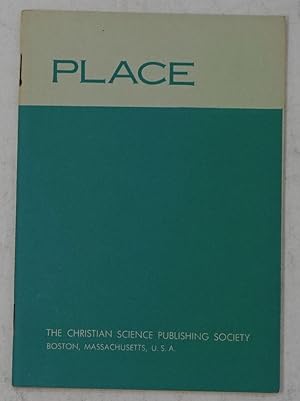 PLACE
THE CHRISTIAN SCIENCE PUBLISHING SOCIETY
BOSTON, MASSACHUSETTS, U. S. A.